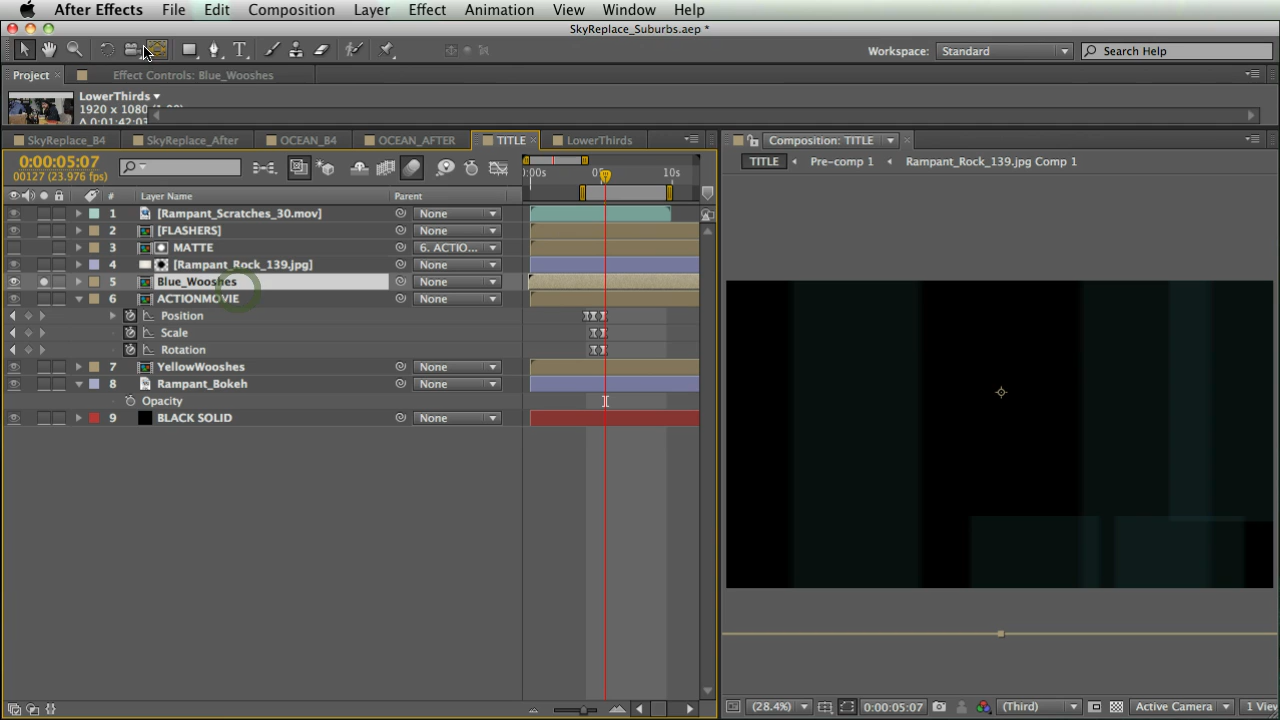 After Effects File Edit Composition Layer Effect Animation View Window Help
SkyReplace_Suburbs.aep *
Workspace: Standard Search Help
Project Effect Controls: Blue_Wooshes
LowerThirds
1920 x 1080
SkyReplace_B4 SkyReplace_After OCEAN_B4 OCEAN_AFTER TITLE LowerThirds Composition: TITLE
0:00:05:07
00127 (23.976 fps)
TITLE Pre-comp 1 Rampant_Rock_139.jpg Comp 1
:00s 10s
# Layer Name Parent
1 [Rampant_Scratches_30.mov] None
2 [FLASHERS] None
3 MATTE 6. ACTIO...
4 [Rampant_Rock_139.jpg] None
5 Blue_Wooshes None
6 ACTIONMOVIE None
Position
Scale
Rotation
7 YellowWooshes None
8 Rampant_Bokeh None
Opacity
9 BLACK SOLID None
(28.4%) 0:00:05:07 (Third) Active Camera 1 View